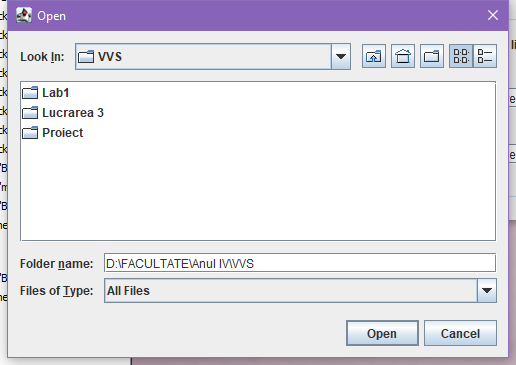 Open
Look In: VVS
Lab1
Lucrarea 3
Proiect
Folder name: D:\FACULTATE\Anul IV\VVS
Files of Type: All Files
Open Cancel